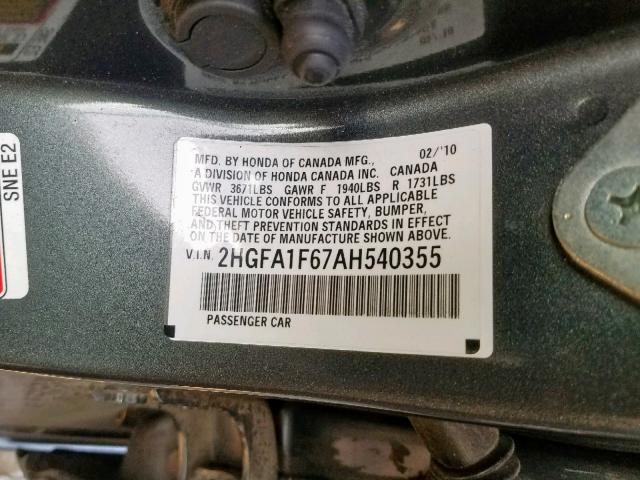 SNE E2
MFD. BY HONDA OF CANADA MFG., 02/'10
A DIVISION OF HONDA CANADA INC. CANADA
GVWR 3671LBS GAWR F 1940LBS R 1731LBS
THIS VEHICLE CONFORMS TO ALL APPLICABLE
FEDERAL MOTOR VEHICLE SAFETY, BUMPER,
AND THEFT PREVENTION STANDARDS IN EFFECT
ON THE DATE OF MANUFACTURE SHOWN ABOVE.
V.I.N. 2HGFA1F67AH540355
PASSENGER CAR